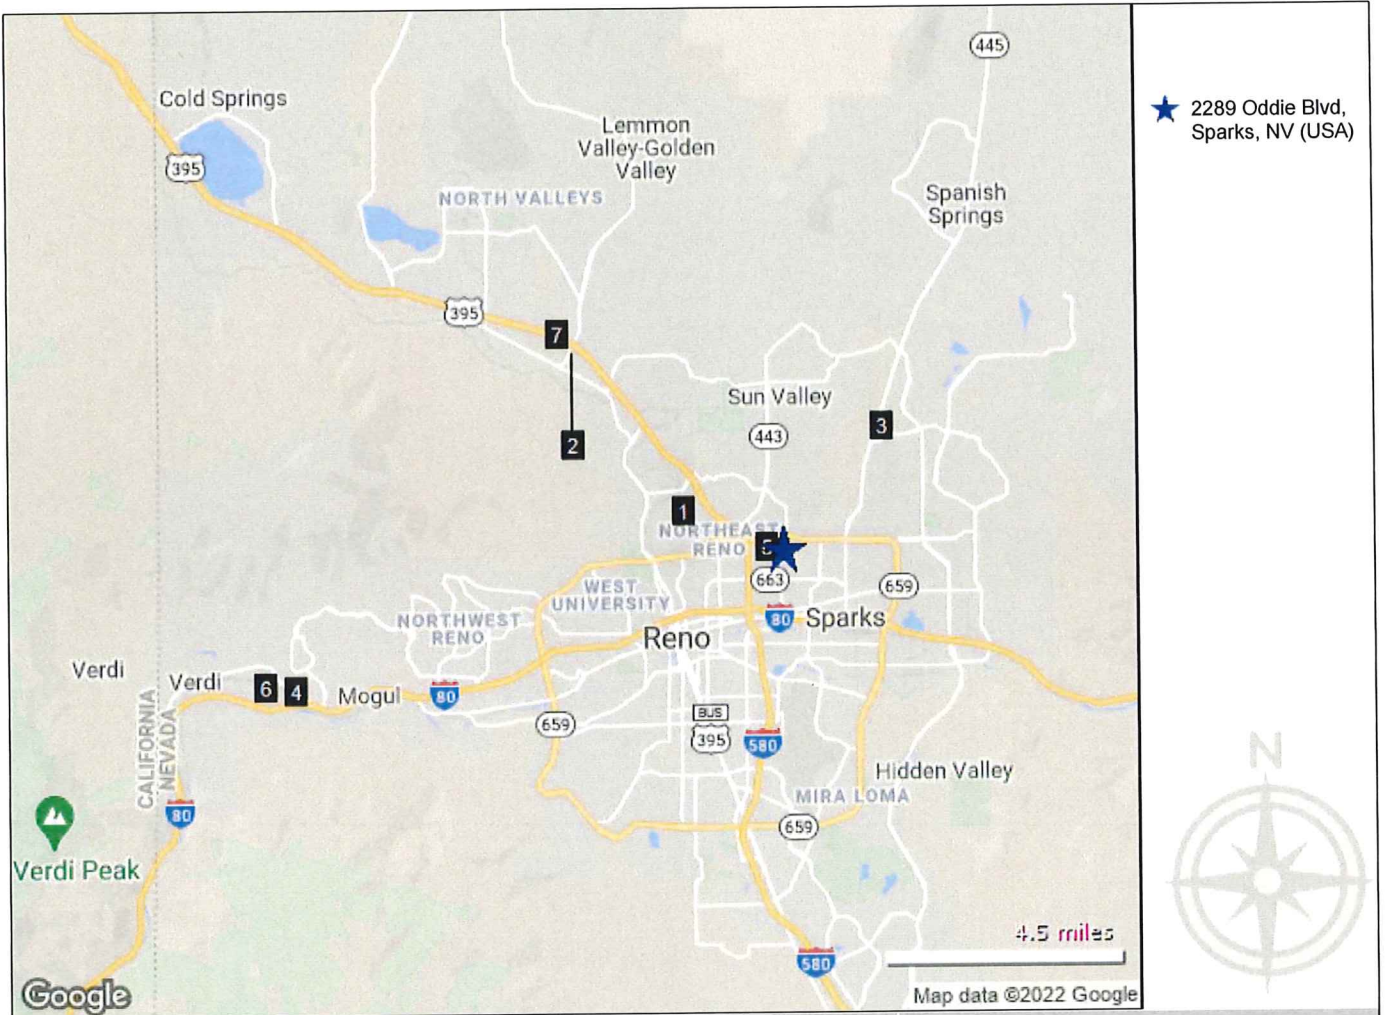 445
Cold Springs
2289 Oddie Blvd,
Sparks, NV (USA)
Lemmon
Valley-Golden
Valley
395
NORTH VALLEYS
Spanish
Springs
395
7
Sun Valley
3
443
2
1
NORTHEAST
RENO
5
663
WEST
UNIVERSITY
659
NORTHWEST
RENO
80
Sparks
Reno
Verdi
Verdi
6
4
Mogul
80
CALIFORNIA
NEVADA
659
BUS
395
580
Hidden Valley
MIRA LOMA
80
659
N
Verdi Peak
4.5 miles
580
Google
Map data ©2022 Google